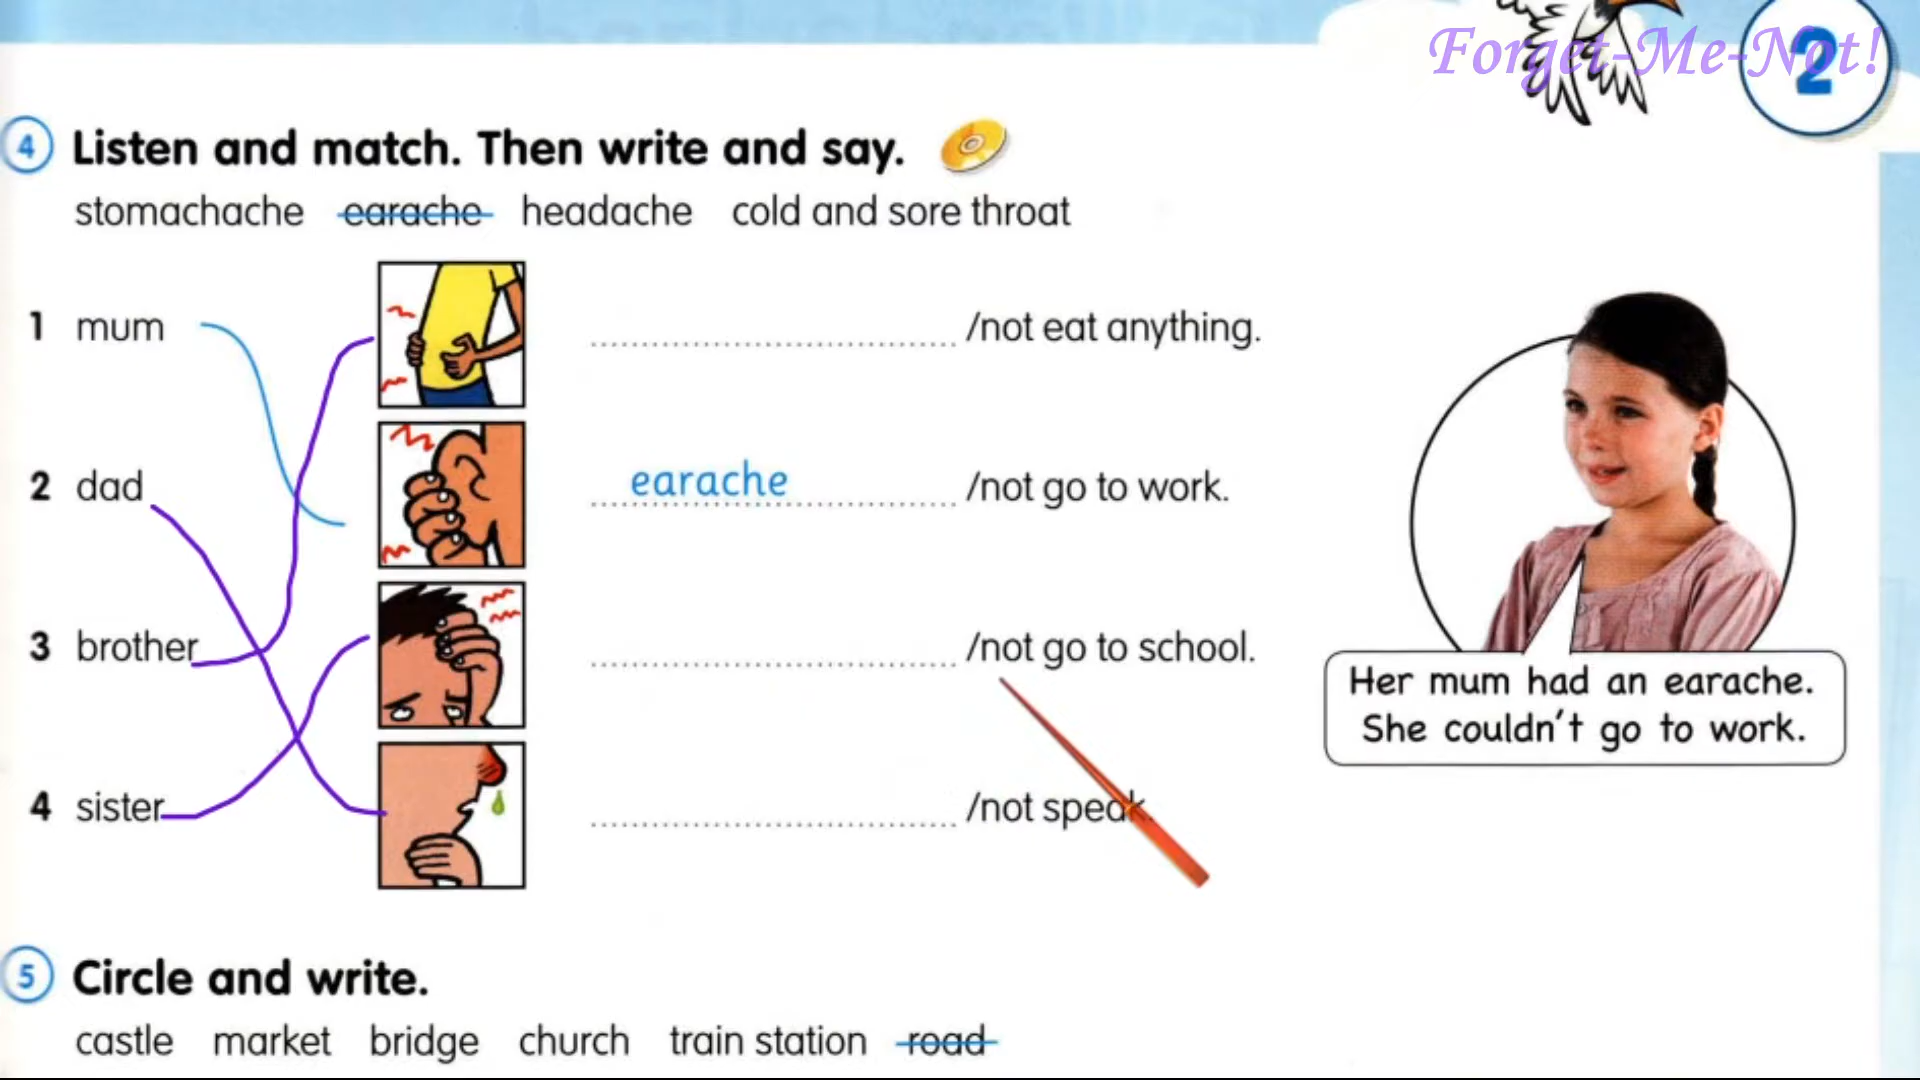 Forget-Me-Not!
2
4 Listen and match. Then write and say.
stomachache earache headache cold and sore throat
1 mum /not eat anything.
2 dad earache /not go to work.
3 brother /not go to school.
4 sister /not speak.
Her mum had an earache.
She couldn't go to work.
5 Circle and write.
castle market bridge church train station road